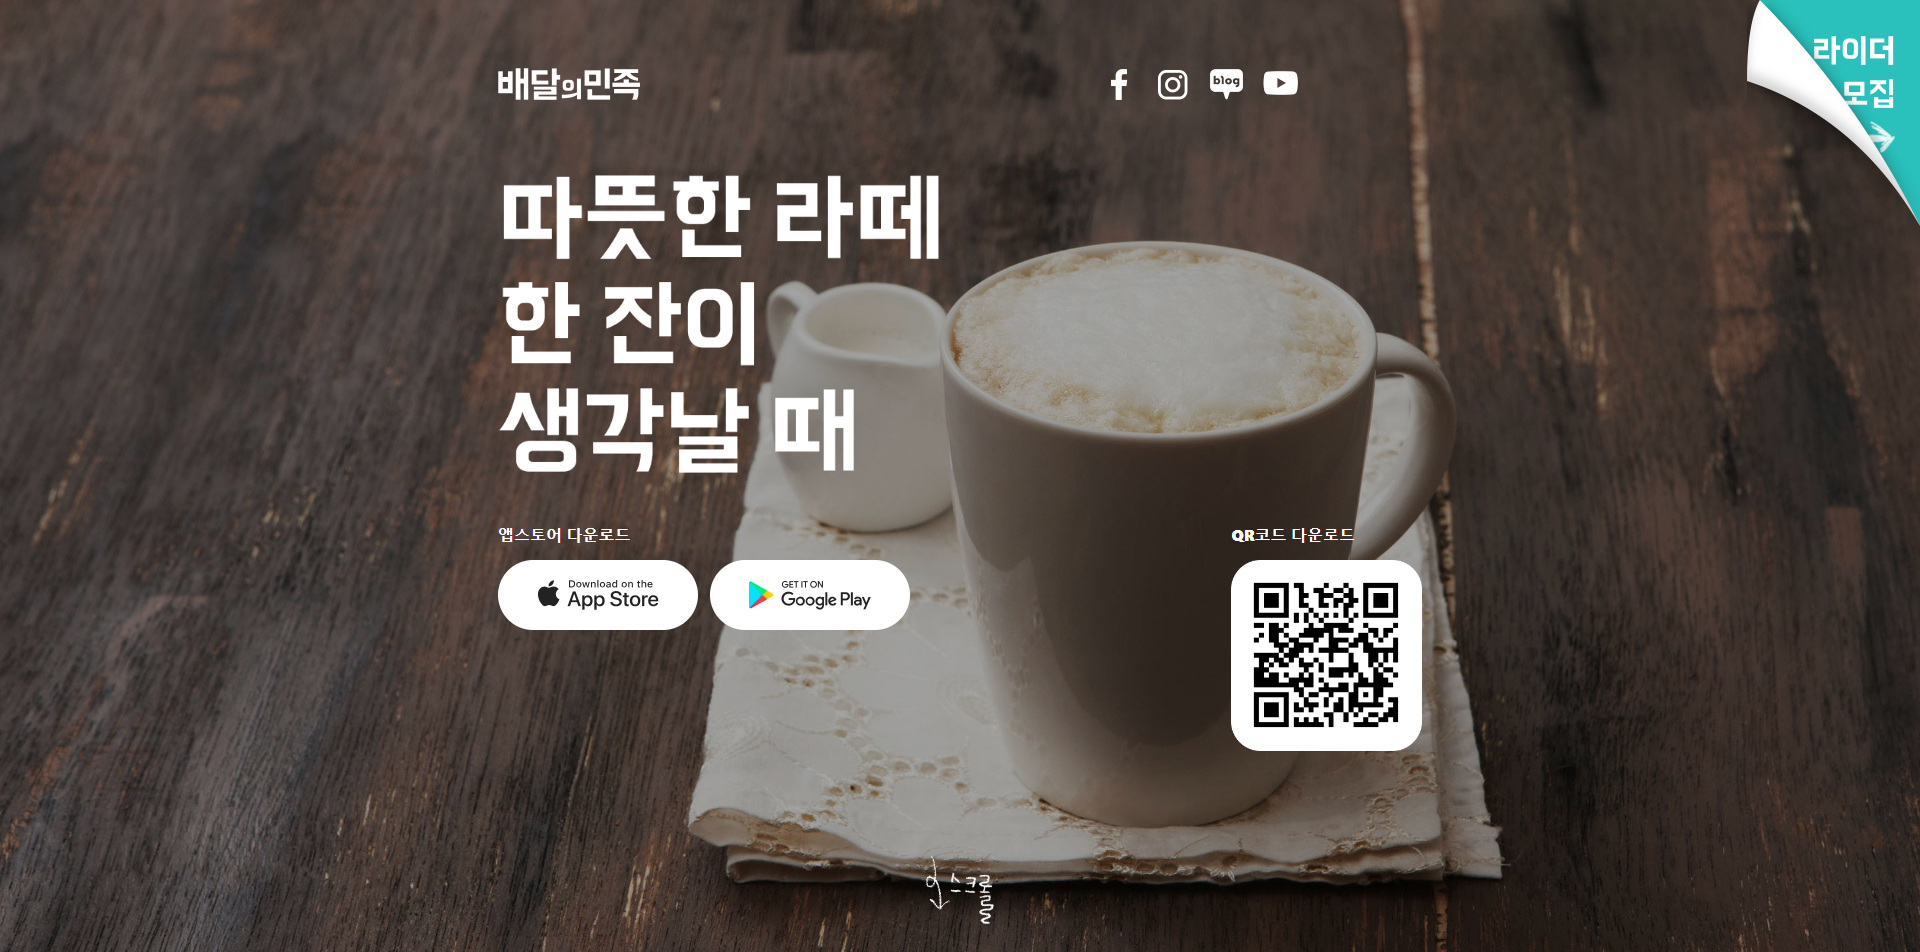 배달의민족
blog
라이더
모집
따뜻한 라떼
한 잔이
생각날 때
앱스토어 다운로드
Download on the
App Store
GET IT ON
Google Play
QR코드 다운로드
스크롤